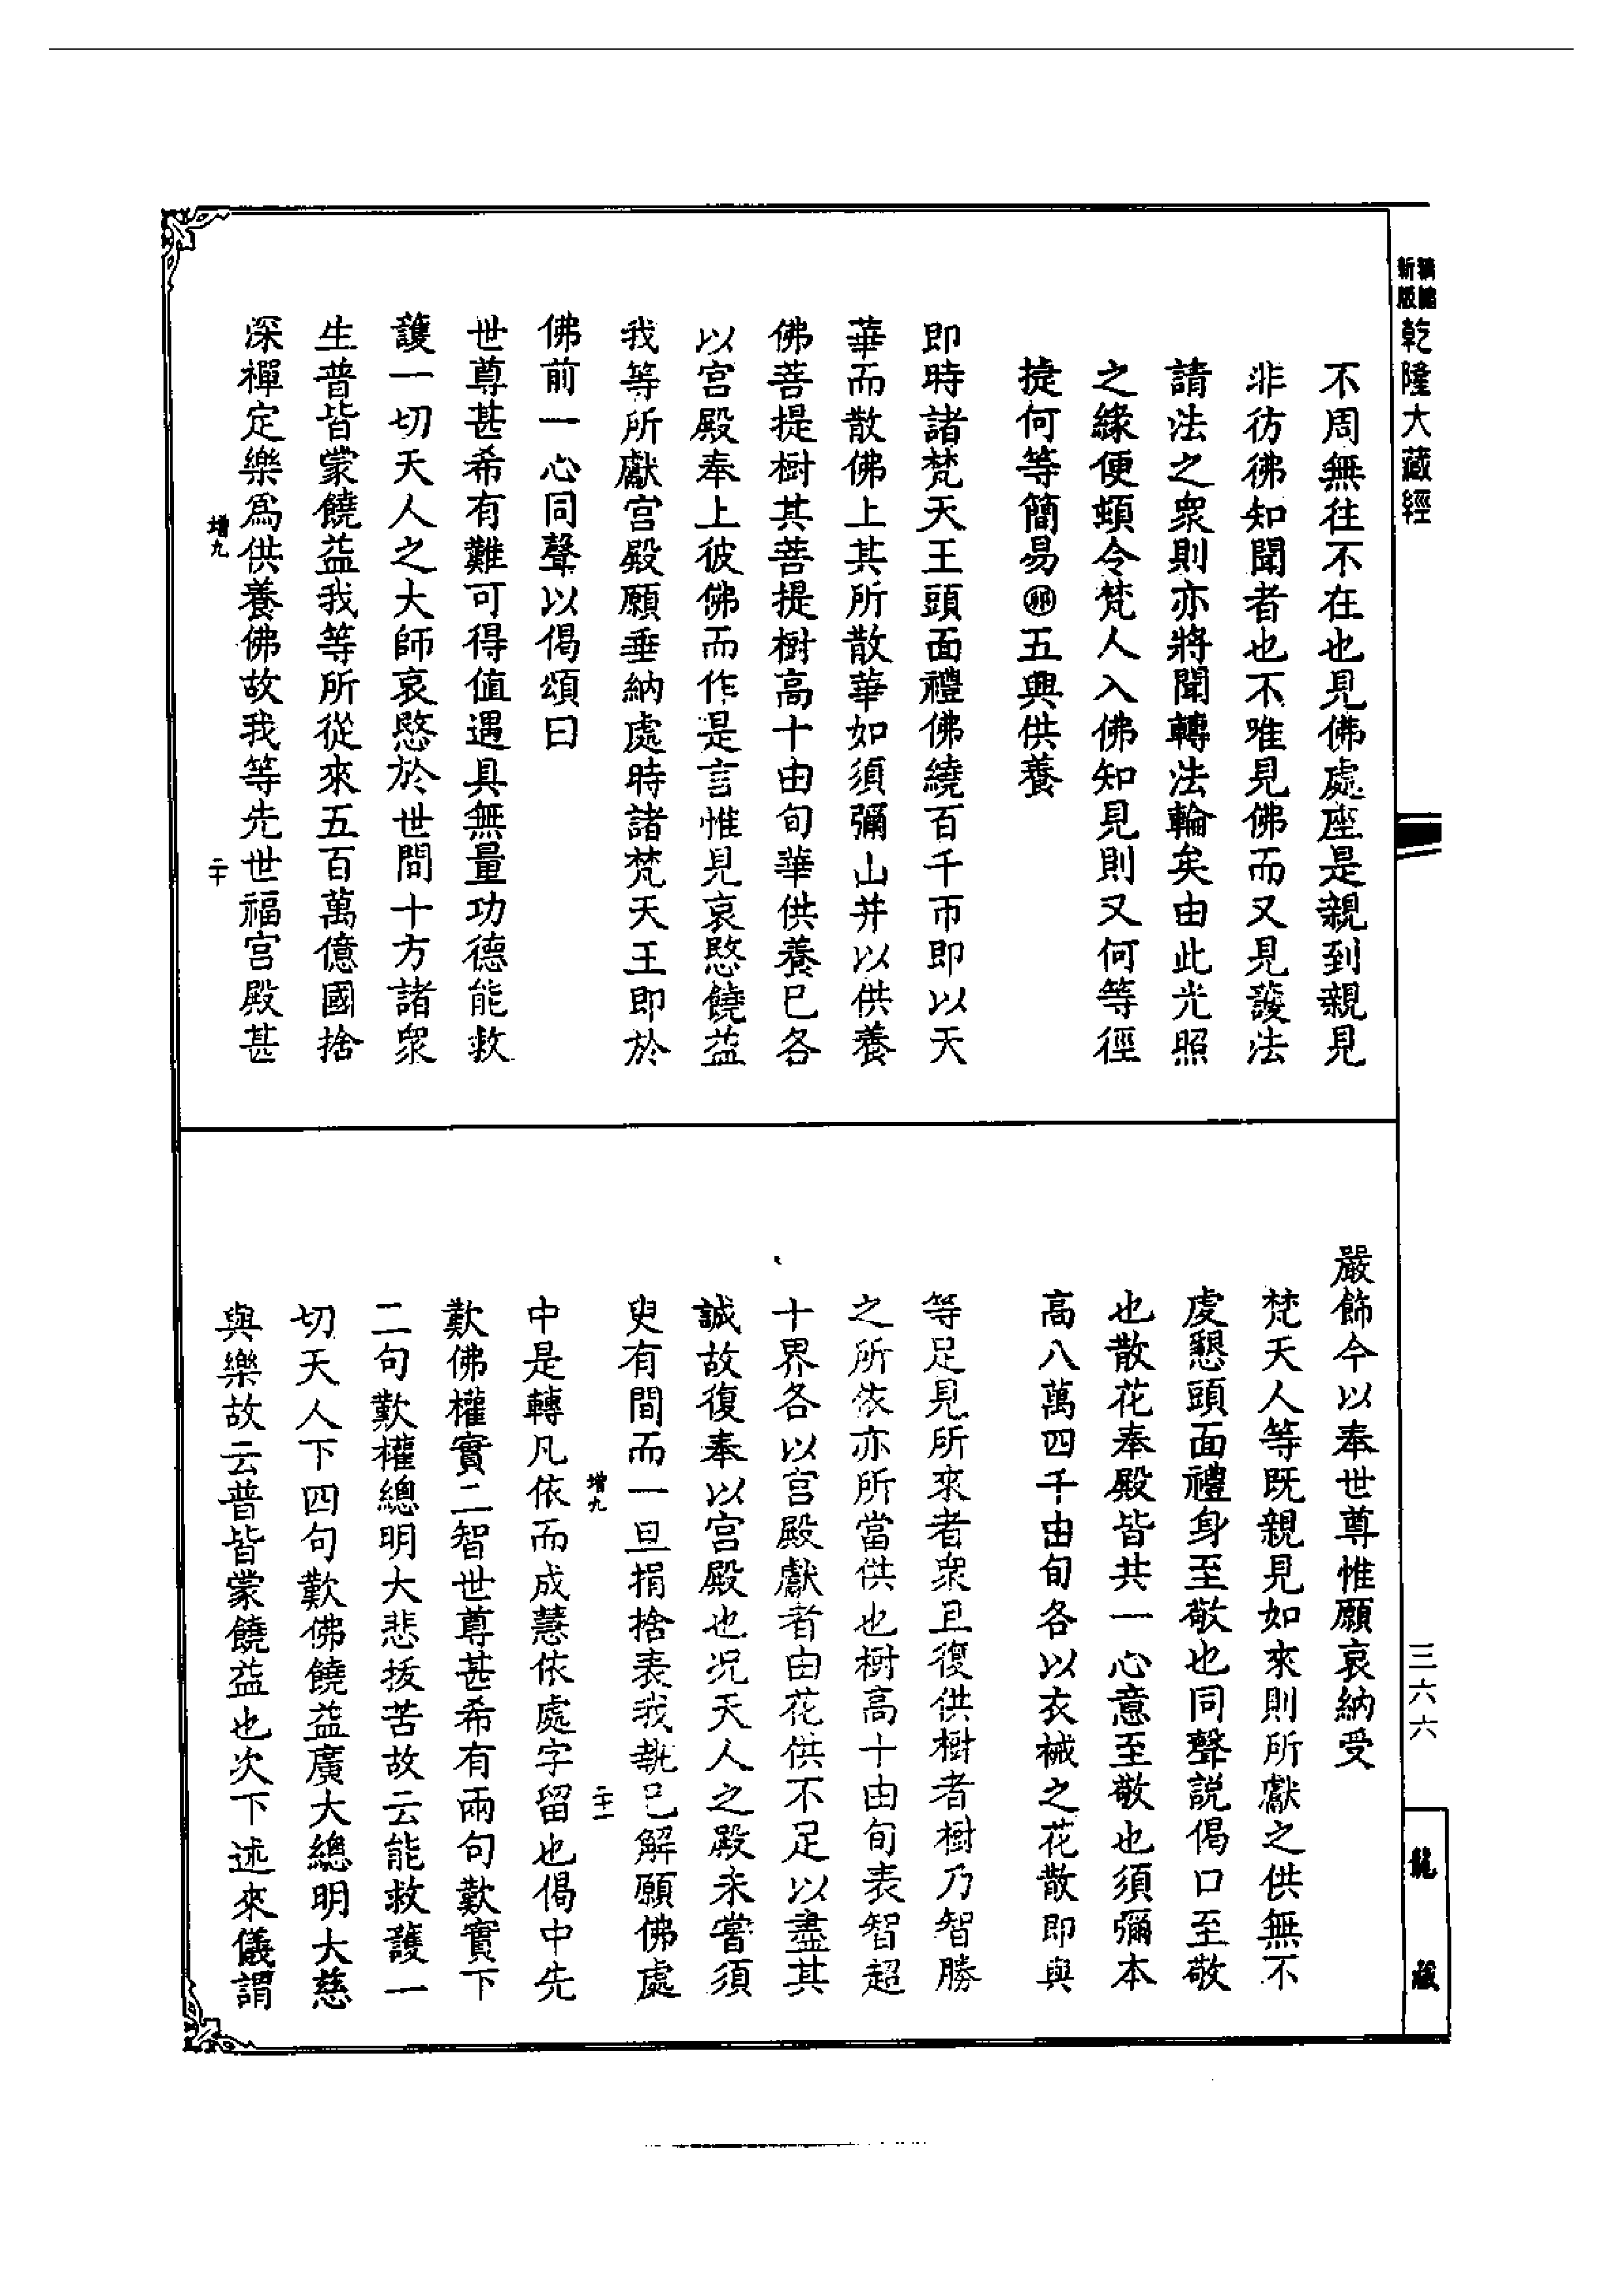 新版精縮乾隆大藏經
不周無往不在也見佛處座是親到親見
非彷彿知聞者也不唯見佛而又見護法
請法之衆則亦將聞轉法輪矣由此光照
之緣便頓令梵人入佛知見則又何等徑
捷何等簡易㊞五興供養
即時諸梵天王頭面禮佛繞百千帀即以天
華而散佛上其所散華如須彌山并以供養
佛菩提樹其菩提樹高十由旬華供養已各
以宮殿奉上彼佛而作是言惟見哀愍饒益
我等所獻宮殿願垂納處時諸梵天王即於
佛前一心同聲以偈頌曰
世尊甚希有難可得值遇具無量功德能救
護一切天人之大師哀愍於世間十方諸衆
生普皆蒙饒益我等所從來五百萬億國捨
深禪定樂爲供養佛故我等先世福宮殿甚
增九 二十
嚴飾今以奉世尊惟願哀納受
梵天人等既親見如來則所獻之供無不
虔懇頭面禮身至敬也同聲說偈口至敬
也散花奉殿皆共一心意至敬也須彌本
高八萬四千由旬各以衣祴之花散即與
等足見所來者衆且復供樹者樹乃智勝
之所依亦所當供也樹高十由旬表智超
十界各以宮殿獻者由花供不足以盡其
誠故復奉以宮殿也况天人之殿未嘗須
臾有間而一旦捐捨表我執已解願佛處
增九 二十一
中是轉凡依而成慧依處字留也偈中先
歎佛權實二智世尊甚希有兩句歎實下
二句歎權總明大悲拔苦故云能救護一
切天人下四句歎佛饒益廣大總明大慈
與樂故云普皆蒙饒益也次下述來儀謂
三六六
龍藏